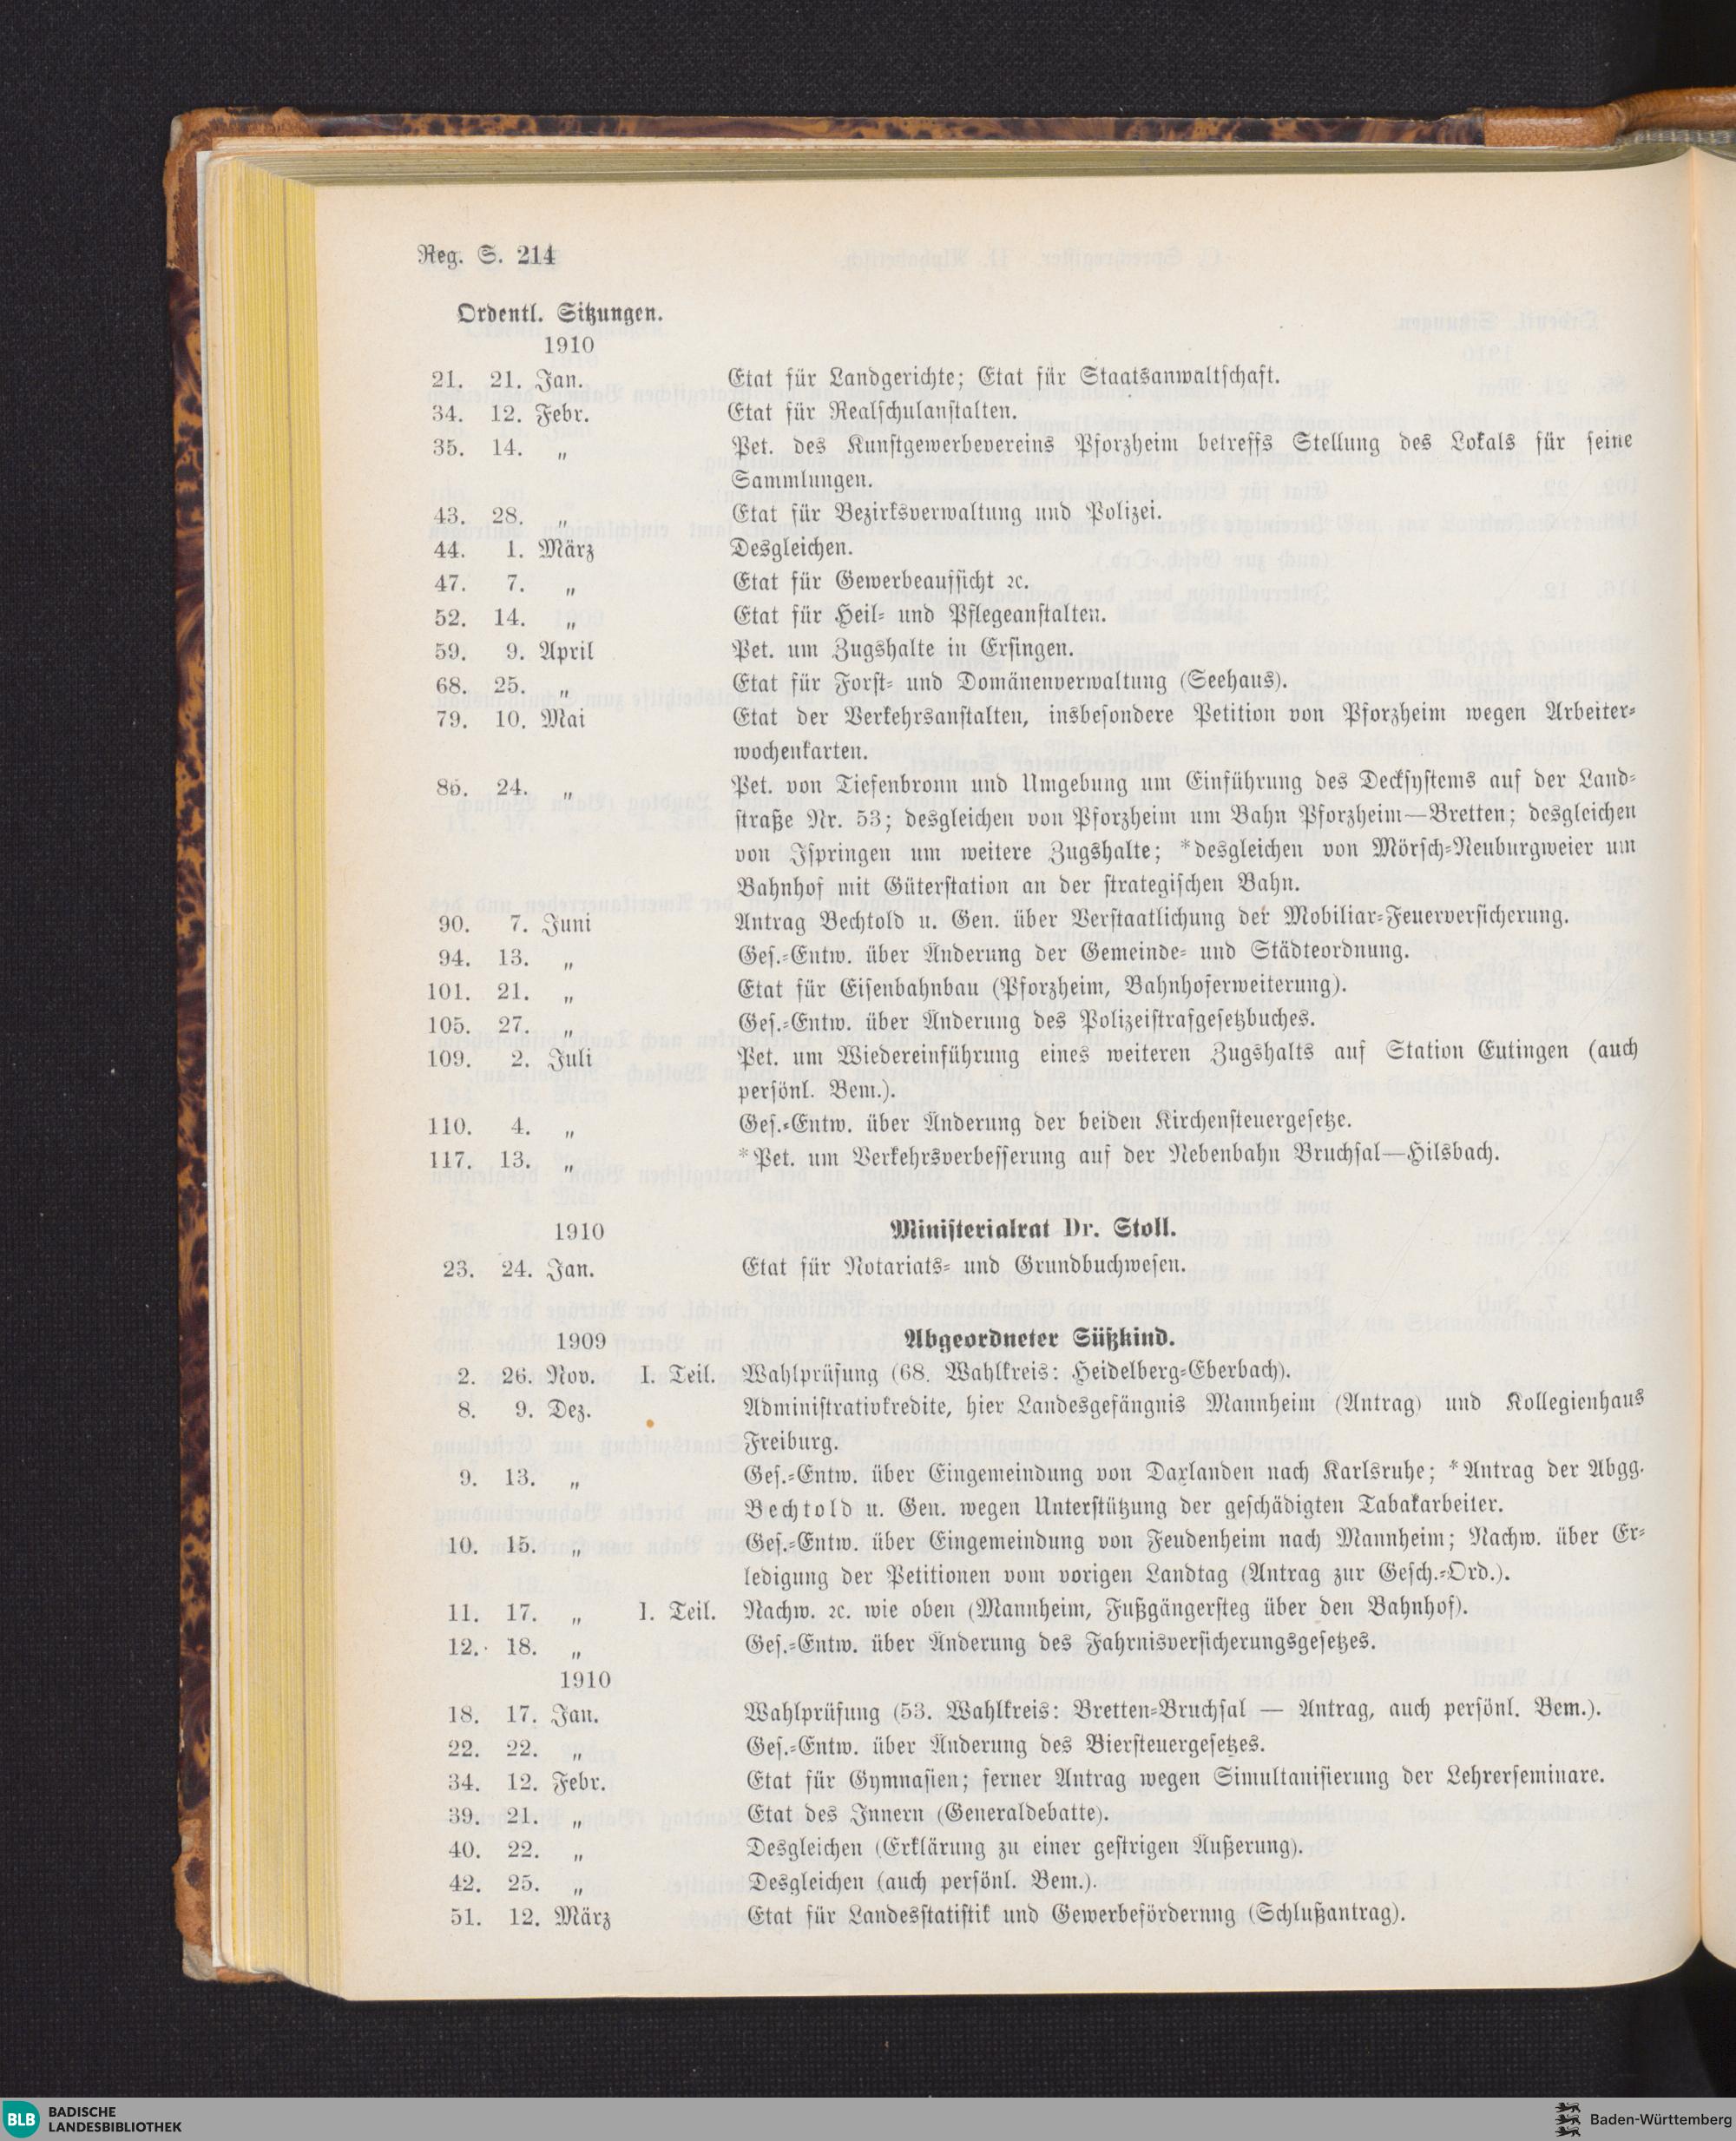 Reg. S. 214
Ordentl. Sitzungen.
1910
21. 21. Jan. Etat für Landgerichte; Etat für Staatsanwaltschaft.
34. 12. Febr. Etat für Realschulanstalten.
35. 14. „ Pet. des Kunstgewerbevereins Pforzheim betreffs Stellung des Lokals für seine
Sammlungen.
43. 28. „ Etat für Bezirksverwaltung und Polizei.
44. 1. März Desgleichen.
47. 7. „ Etat für Gewerbeaufsicht ꝛc.
52. 14. „ Etat für Heil- und Pflegeanstalten.
59. 9. April Pet. um Zugshalte in Ersingen.
68. 25. „ Etat für Forst- und Domänenverwaltung (Seehaus).
79. 10. Mai Etat der Verkehrsanstalten, insbesondere Petition von Pforzheim wegen Arbeiter-
wochenkarten.
86. 24. „ Pet. von Tiefenbronn und Umgebung um Einführung des Decksystems auf der Land-
straße Nr. 53; desgleichen von Pforzheim um Bahn Pforzheim—Bretten; desgleichen
von Ispringen um weitere Zugshalte; *desgleichen von Mörsch-Neuburgweier um
Bahnhof mit Güterstation an der strategischen Bahn.
90. 7. Juni Antrag Bechtold u. Gen. über Verstaatlichung der Mobiliar-Feuerversicherung.
94. 13. „ Ges.-Entw. über Änderung der Gemeinde- und Städteordnung.
101. 21. „ Etat für Eisenbahnbau (Pforzheim, Bahnhoferweiterung).
105. 27. „ Ges.-Entw. über Änderung des Polizeistrafgesetzbuches.
109. 2. Juli Pet. um Wiedereinführung eines weiteren Zugshalts auf Station Eutingen (auch
persönl. Bem.).
110. 4. „ Ges.-Entw. über Änderung der beiden Kirchensteuergesetze.
117. 13. „ *Pet. um Verkehrsverbesserung auf der Nebenbahn Bruchsal—Hilsbach.
1910 Ministerialrat Dr. Stoll.
23. 24. Jan. Etat für Notariats- und Grundbuchwesen.
1909 Abgeordneter Süßkind.
2. 26. Nov. I. Teil. Wahlprüfung (68. Wahlkreis: Heidelberg-Eberbach).
8. 9. Dez. Administrativkredite, hier Landesgefängnis Mannheim (Antrag) und Kollegienhaus
Freiburg.
9. 13. „ Ges.-Entw. über Eingemeindung von Daxlanden nach Karlsruhe; *Antrag der Abgg.
Bechtold u. Gen. wegen Unterstützung der geschädigten Tabakarbeiter.
10. 15. „ Ges.-Entw. über Eingemeindung von Feudenheim nach Mannheim; Nachw. über Er-
ledigung der Petitionen vom vorigen Landtag (Antrag zur Gesch.-Ord.).
11. 17. „ I. Teil. Nachw. ꝛc. wie oben (Mannheim, Fußgängersteg über den Bahnhof).
12. 18. „ Ges.-Entw. über Änderung des Fahrnisversicherungsgesetzes.
1910
18. 17. Jan. Wahlprüfung (53. Wahlkreis: Bretten-Bruchsal — Antrag, auch persönl. Bem.).
22. 22. „ Ges.-Entw. über Änderung des Biersteuergesetzes.
34. 12. Febr. Etat für Gymnasien; ferner Antrag wegen Simultanisierung der Lehrerseminare.
39. 21. „ Etat des Innern (Generaldebatte).
40. 22. „ Desgleichen (Erklärung zu einer gestrigen Äußerung).
42. 25. „ Desgleichen (auch persönl. Bem.).
51. 12. März Etat für Landesstatistik und Gewerbeförderung (Schlußantrag).
BLB BADISCHE
LANDESBIBLIOTHEK
Baden-Württemberg